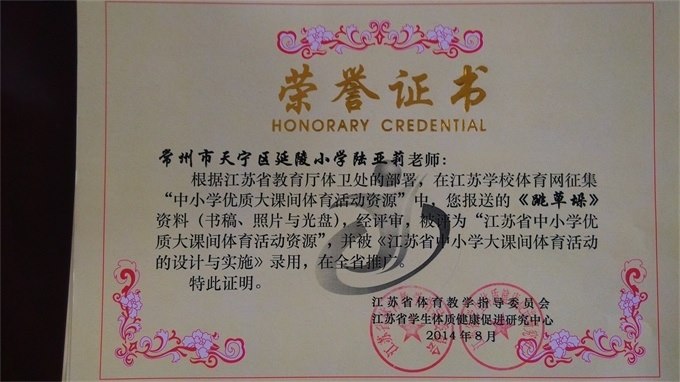 荣誉证书
HONORARY CREDENTIAL
常州市天宁区延陵小学陆亚莉老师：
根据江苏省教育厅体卫处的部署，在江苏学校体育网征集
“中小学优质大课间体育活动资源”中，您报送的《跳草垛》
资料（书稿、照片与光盘），经评审，被评为“江苏省中小学优
质大课间体育活动资源”，并被《江苏省中小学大课间体育活动
的设计与实施》录用，在全省推广。
特此证明。
江苏省体育教学指导委员会
江苏省学生体质健康促进研究中心
2014年8月